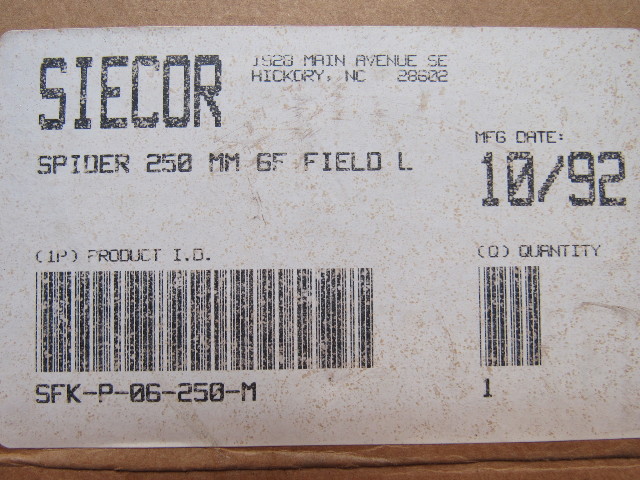 SIECOR
1928 MAIN AVENUE SE
HICKORY, NC 28602
SPIDER 250 MM 6F FIELD L
MFG DATE:
10/92
(1P) PRODUCT I.D.
SFK-P-06-250-M
(Q) QUANTITY
1